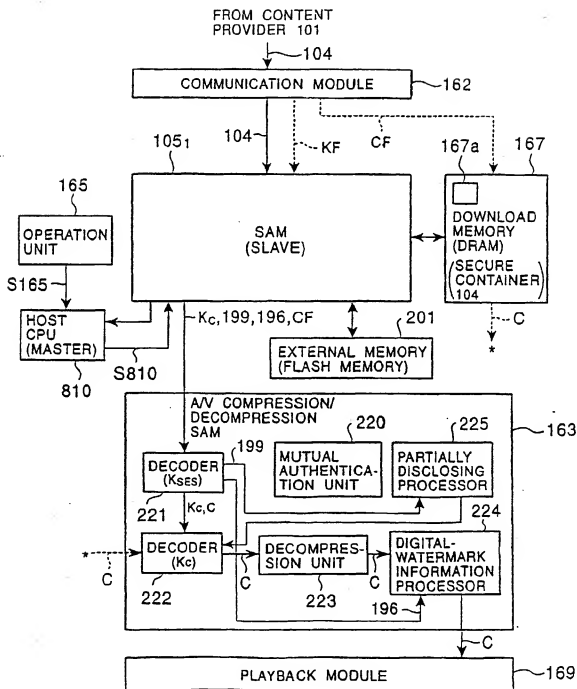 FROM CONTENT
PROVIDER 101
104
COMMUNICATION MODULE
162
104
KF
CF
105₁
167
167a
165
OPERATION
UNIT
SAM
(SLAVE)
DOWNLOAD
MEMORY
(DRAM)
(SECURE
CONTAINER)
104
S165
HOST
CPU
(MASTER)
S810
810
Kc,199,196,CF
201
EXTERNAL MEMORY
(FLASH MEMORY)
C
*
A/V COMPRESSION/
DECOMPRESSION
SAM
163
199
220
225
DECODER
(KSES)
221
MUTUAL
AUTHENTICA-
TION UNIT
PARTIALLY
DISCLOSING
PROCESSOR
Kc,C
224
*
C
DECODER
(Kc)
222
C
DECOMPRES-
SION UNIT
223
C
DIGITAL-
WATERMARK
INFORMATION
PROCESSOR
196
C
PLAYBACK MODULE
169